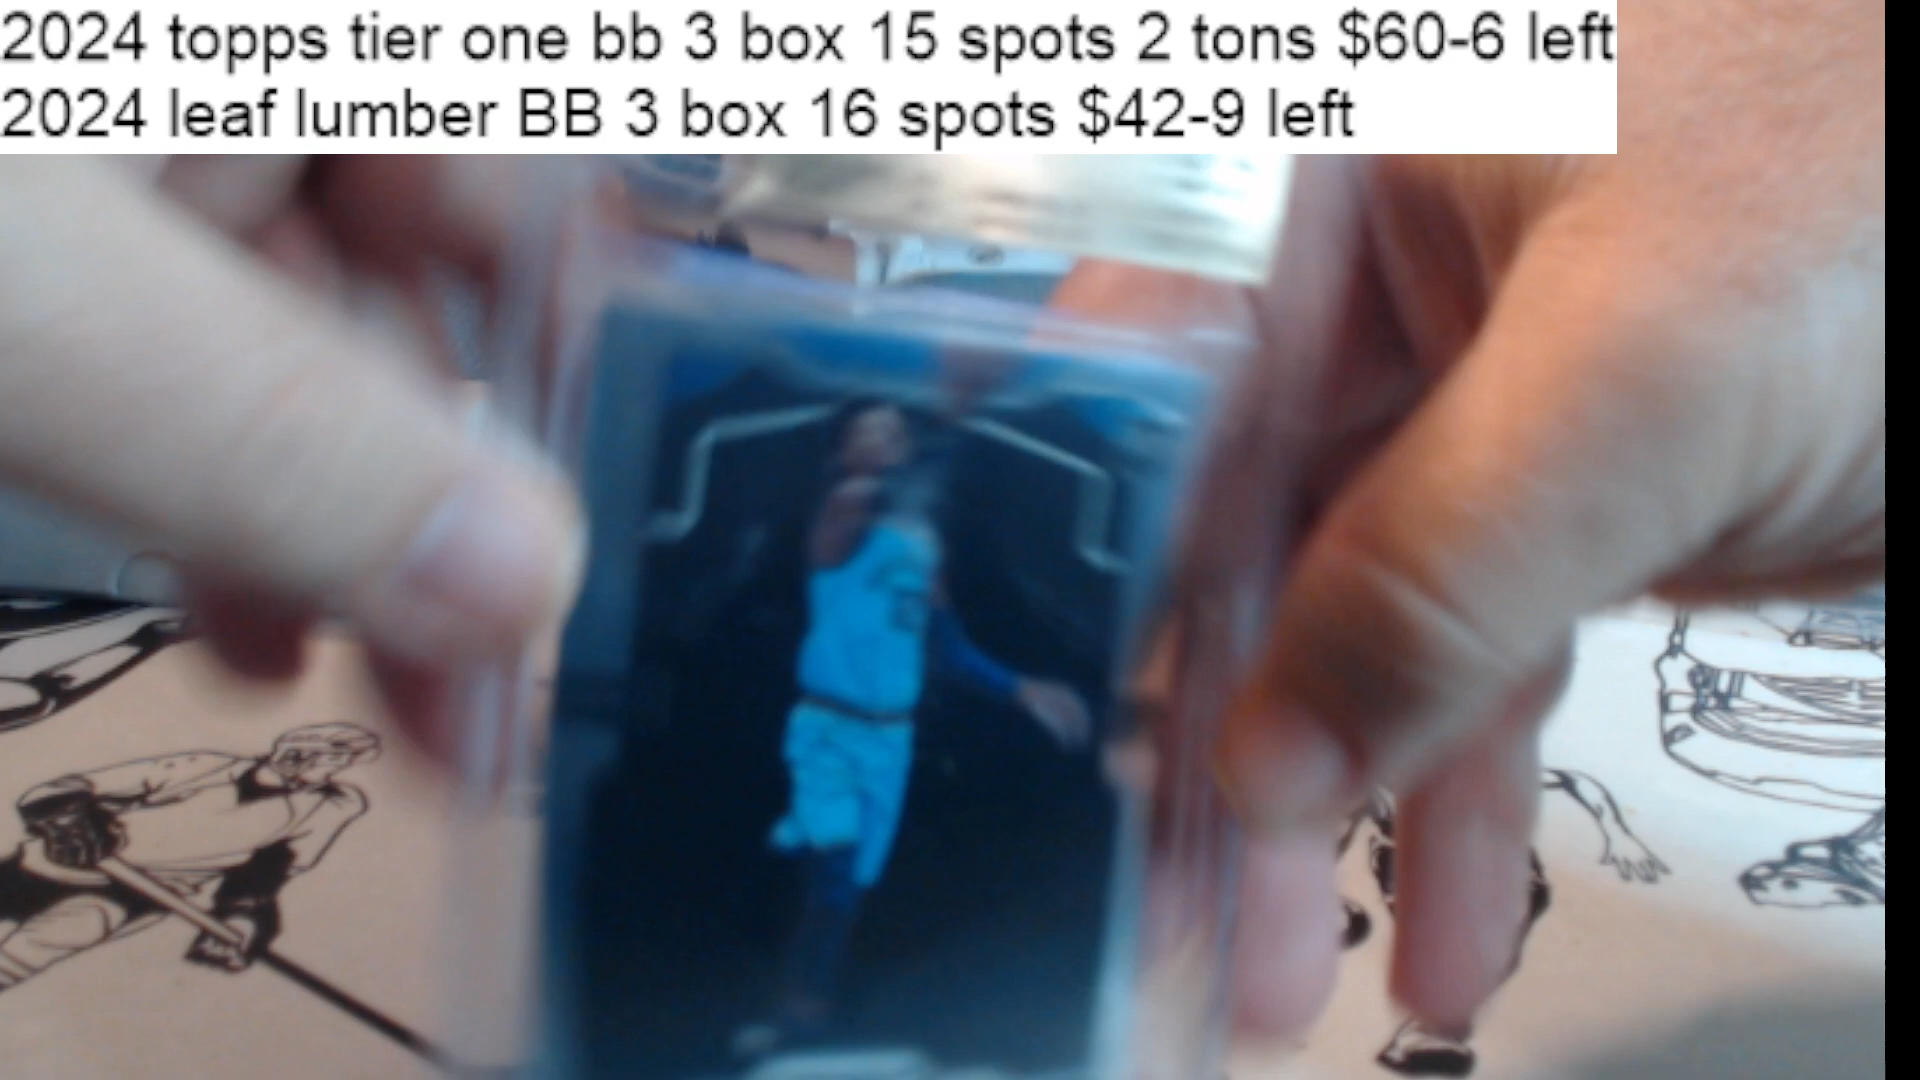 2024 topps tier one bb 3 box 15 spots 2 tons $60-6 left
2024 leaf lumber BB 3 box 16 spots $42-9 left